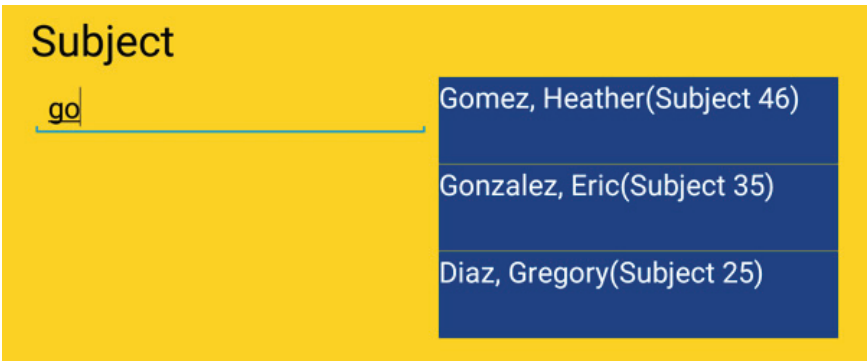 Subject
go
Gomez, Heather(Subject 46)
Gonzalez, Eric(Subject 35)
Diaz, Gregory(Subject 25)